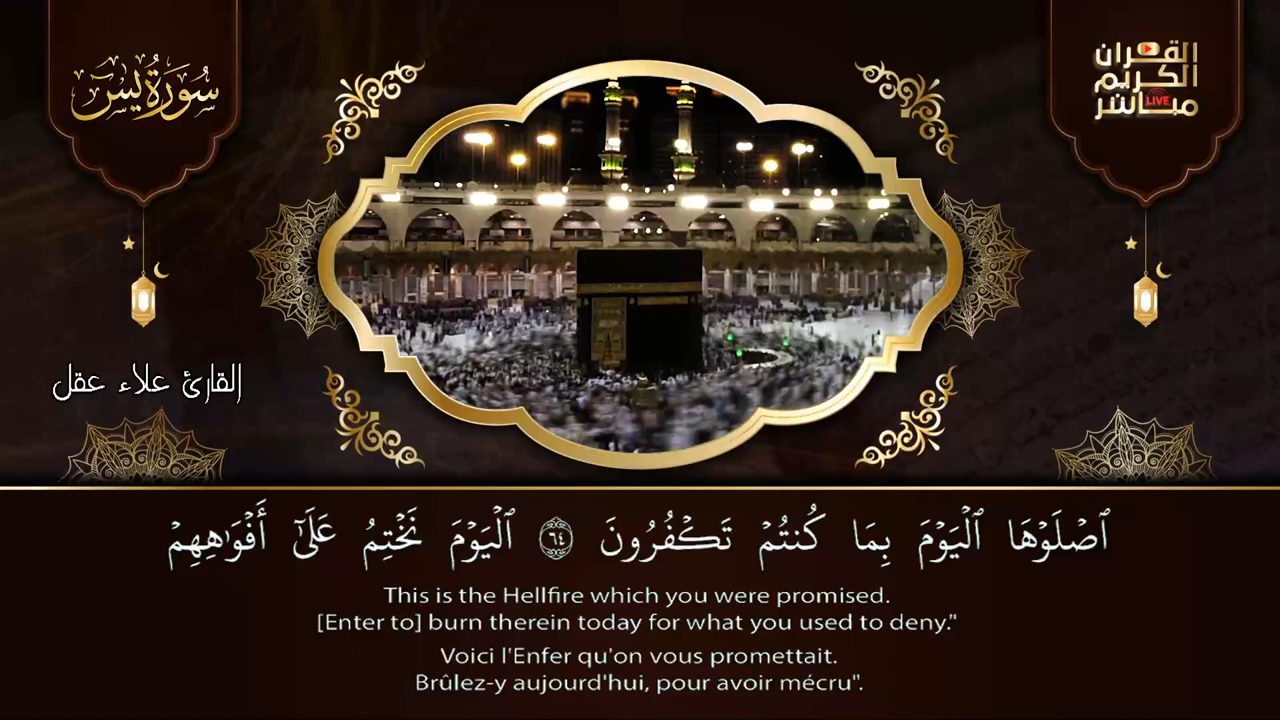 سُورَةُ يسٓ
القرآن
الكريم
مباشر
LIVE
القارئ علاء عقل
ٱصْلَوْهَا ٱلْيَوْمَ بِمَا كُنتُمْ تَكْفُرُونَ ٦٤ ٱلْيَوْمَ نَخْتِمُ عَلَىٰٓ أَفْوَٰهِهِمْ
This is the Hellfire which you were promised.
[Enter to] burn therein today for what you used to deny."
Voici l'Enfer qu'on vous promettait.
Brûlez-y aujourd'hui, pour avoir mécru".